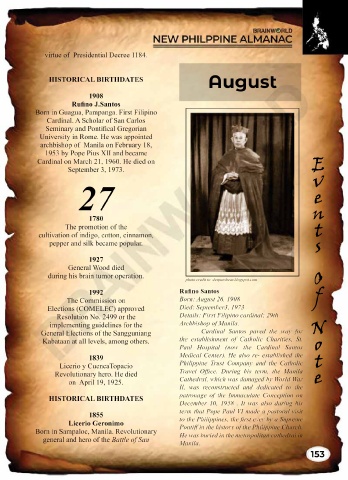 BRAINWORLD
NEW PHILPPINE ALMANAC
virtue of Presidential Decree 1184.
HISTORICAL BIRTHDATES
1908
Rufino J.Santos
Born in Guagua, Pampanga. First Filipino
Cardinal. A Scholar of San Carlos
Seminary and Pontifical Gregorian
University in Rome. He was appointed
archbishop of Manila on February 18,
1953 by Pope Pius XII and became
Cardinal on March 21, 1960. He died on
September 3, 1973.
27
1780
The promotion of the
cultivation of indigo, cotton, cinnamon,
pepper and silk became popular.
1927
General Wood died
during his brain tumor operation.
1992
The Commission on
Elections (COMELEC) approved
Resolution No. 2499 or the
implementing guidelines for the
General Elections of the Sangguniang
Kabataan at all levels, among others.
1839
Licerio y CuencaTopacio
Revolutionary hero. He died
on April 19, 1925.
HISTORICAL BIRTHDATES
1855
Licerio Geronimo
Born in Sampaloc, Manila. Revolutionary
general and hero of the Battle of San
August
Rufino Santos
Born: August 26, 1908
Died: September3, 1973
Details: First Filipino cardinal; 29th
Archbishop of Manila.
Cardinal Santos paved the way for
the establishment of Catholic Charities, St.
Paul Hospital (now the Cardinal Santos
Medical Center). He also re-established the
Philippine Trust Company and the Catholic
Travel Office. During his term, the Manila
Cathedral, which was damaged by World War
II, was reconstructed and dedicated to the
patronage of the Immaculate Conception on
December 10, 1958 . It was also during his
term that Pope Paul VI made a pastoral visit
to the Philippines, the first ever by a Supreme
Pontiff in the history of the Philippine Church.
He was buried in the metropolitan cathedral in
Manila.
Events of Note
153